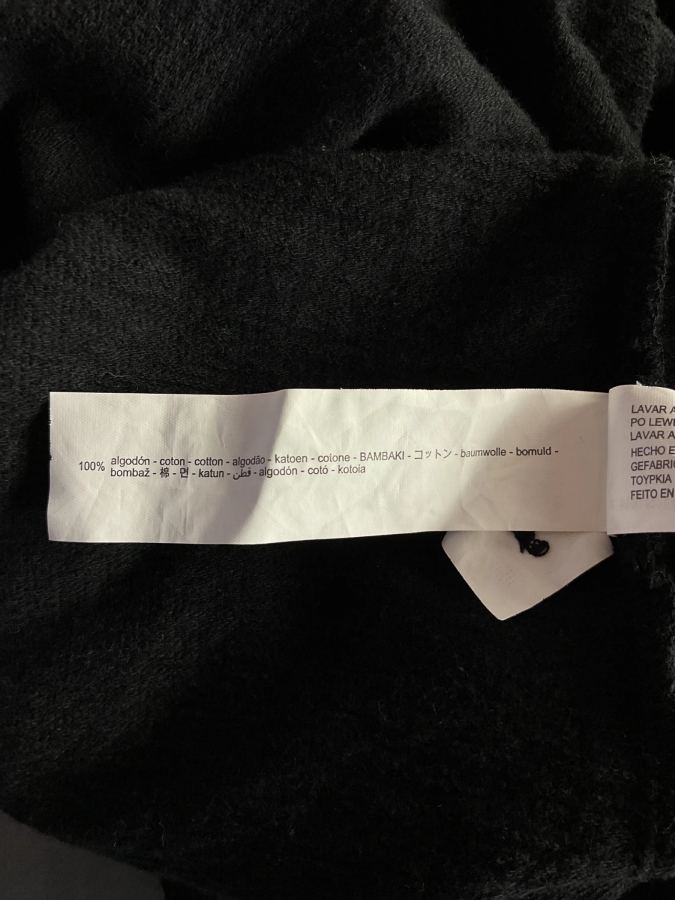 100% algodón - coton - cotton - algodão - katoen - cotone - BAMBAKI - コットン - baumwolle - bomuld -
bombaž - 棉 - 면 - katun - قطن - algodón - cotó - kotoia
LAVAR A
PO LEWE
LAVAR A
HECHO E
GEFABRI
TOYPKIA
FEITO EN